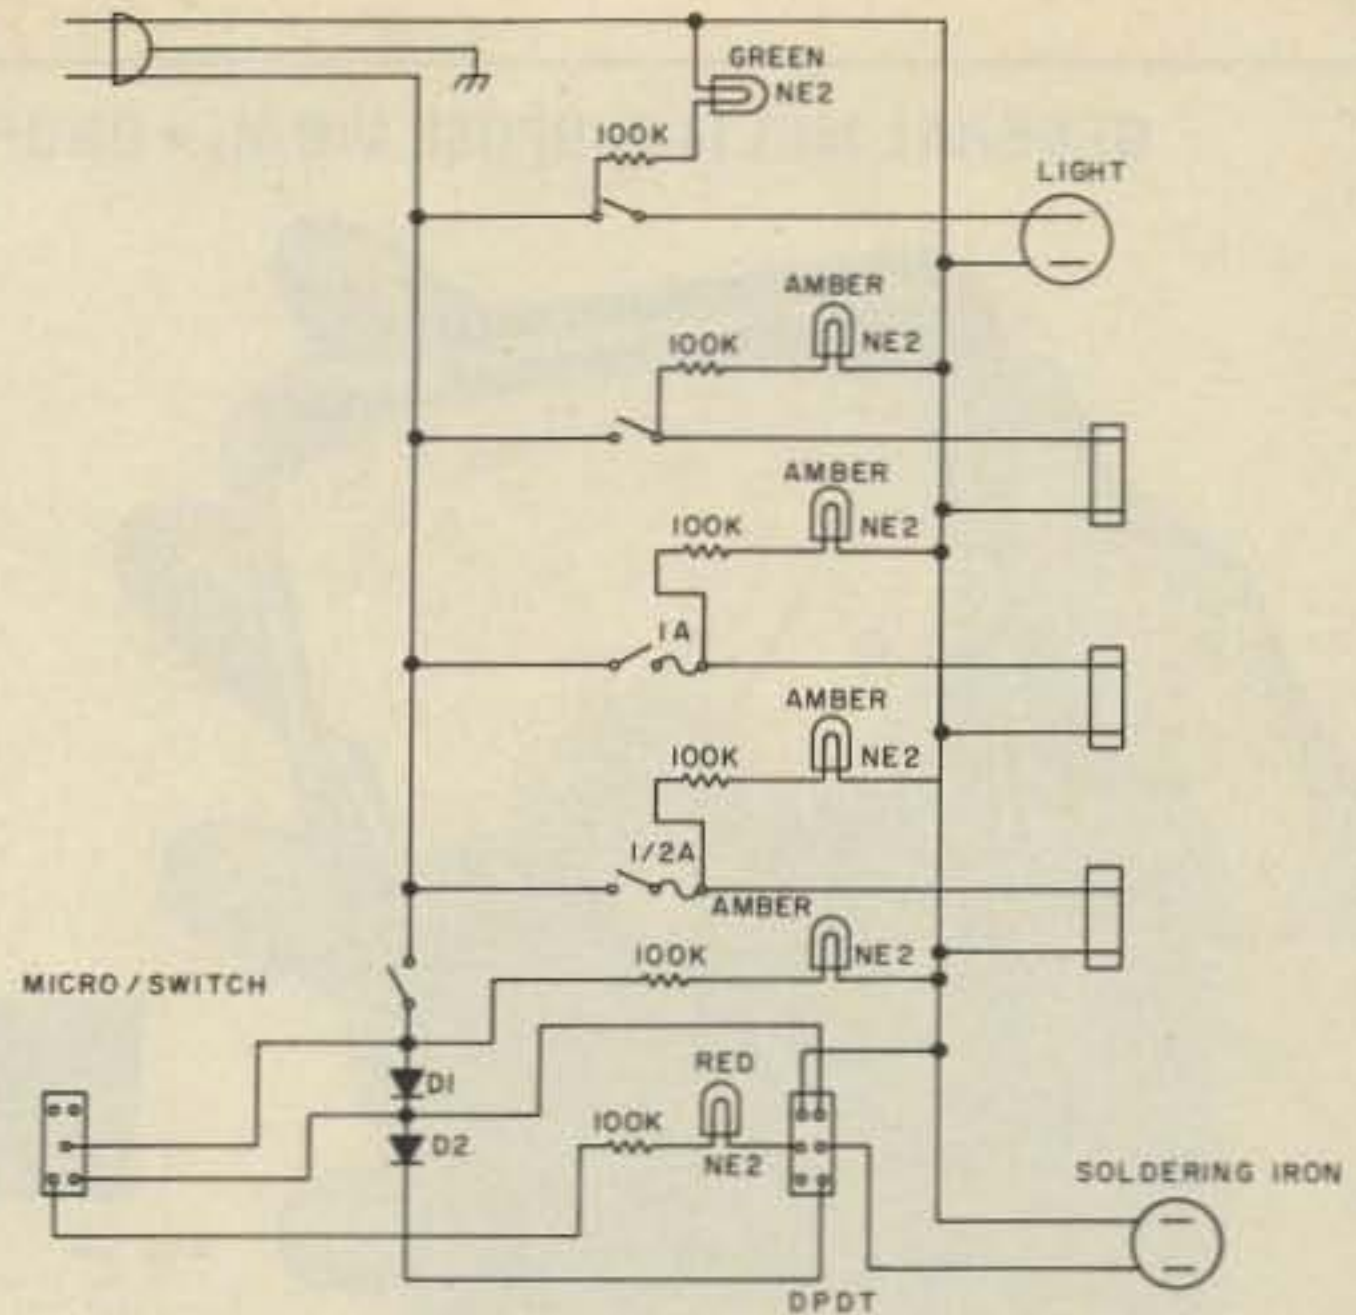 GREEN
NE2
100K
LIGHT
AMBER
100K
NE2
AMBER
100K
NE2
1A
AMBER
100K
NE2
1/2A
AMBER
100K
NE2
MICRO/SWITCH
D1
RED
100K
D2
NE2
SOLDERING IRON
DPDT